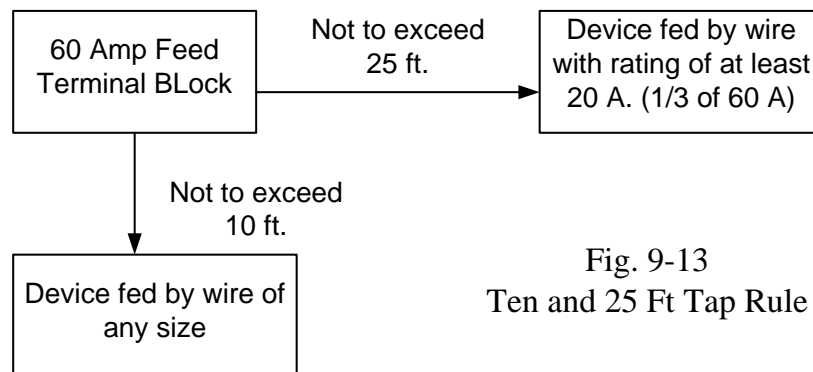 60 Amp Feed
Terminal BLock
Not to exceed
25 ft.
Device fed by wire
with rating of at least
20 A. (1/3 of 60 A)
Not to exceed
10 ft.
Device fed by wire of
any size
Fig. 9-13
Ten and 25 Ft Tap Rule